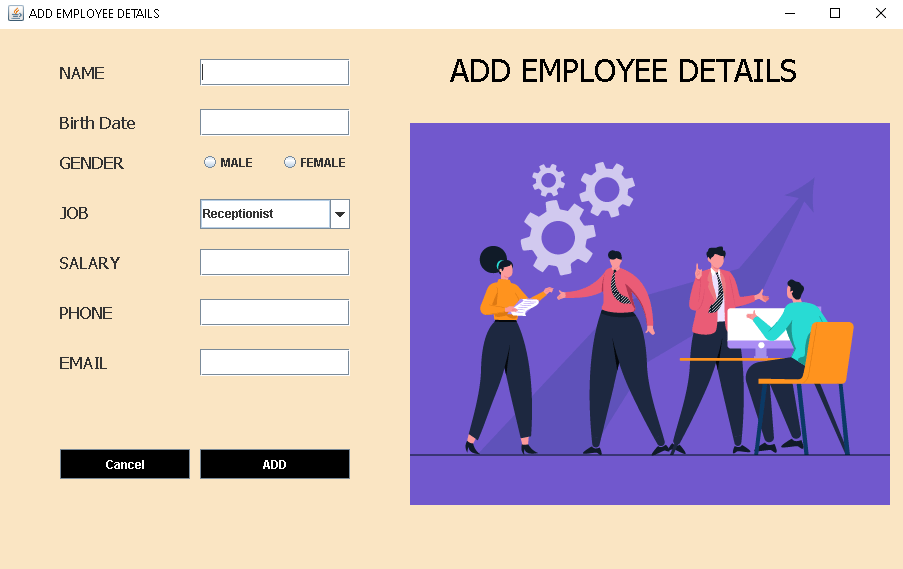 ADD EMPLOYEE DETAILS
ADD EMPLOYEE DETAILS
NAME
Birth Date
GENDER MALE FEMALE
JOB Receptionist
SALARY
PHONE
EMAIL
Cancel ADD